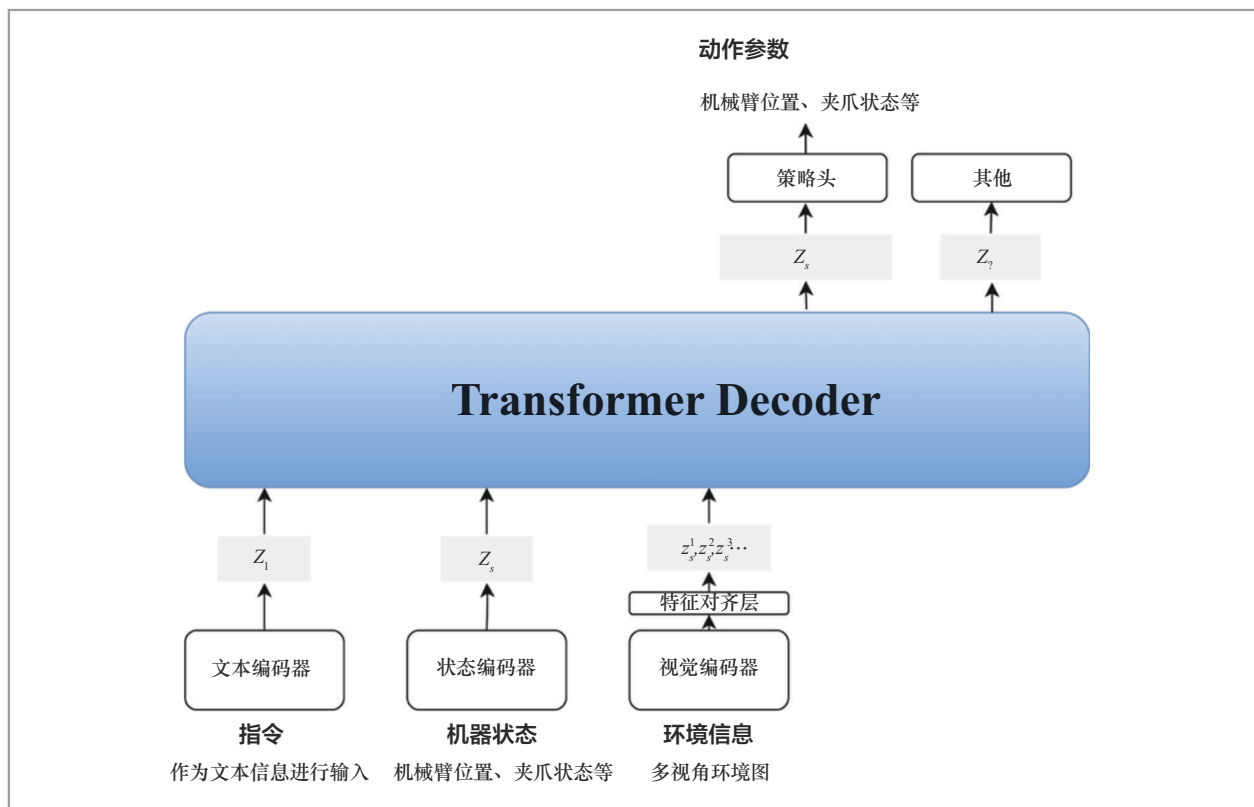 动作参数
机械臂位置、夹爪状态等
策略头 其他
Zs Z?
Transformer Decoder
Z1 Zs zs1,zs2,zs3…
特征对齐层
文本编码器 状态编码器 视觉编码器
指令 机器状态 环境信息
作为文本信息进行输入 机械臂位置、夹爪状态等 多视角环境图